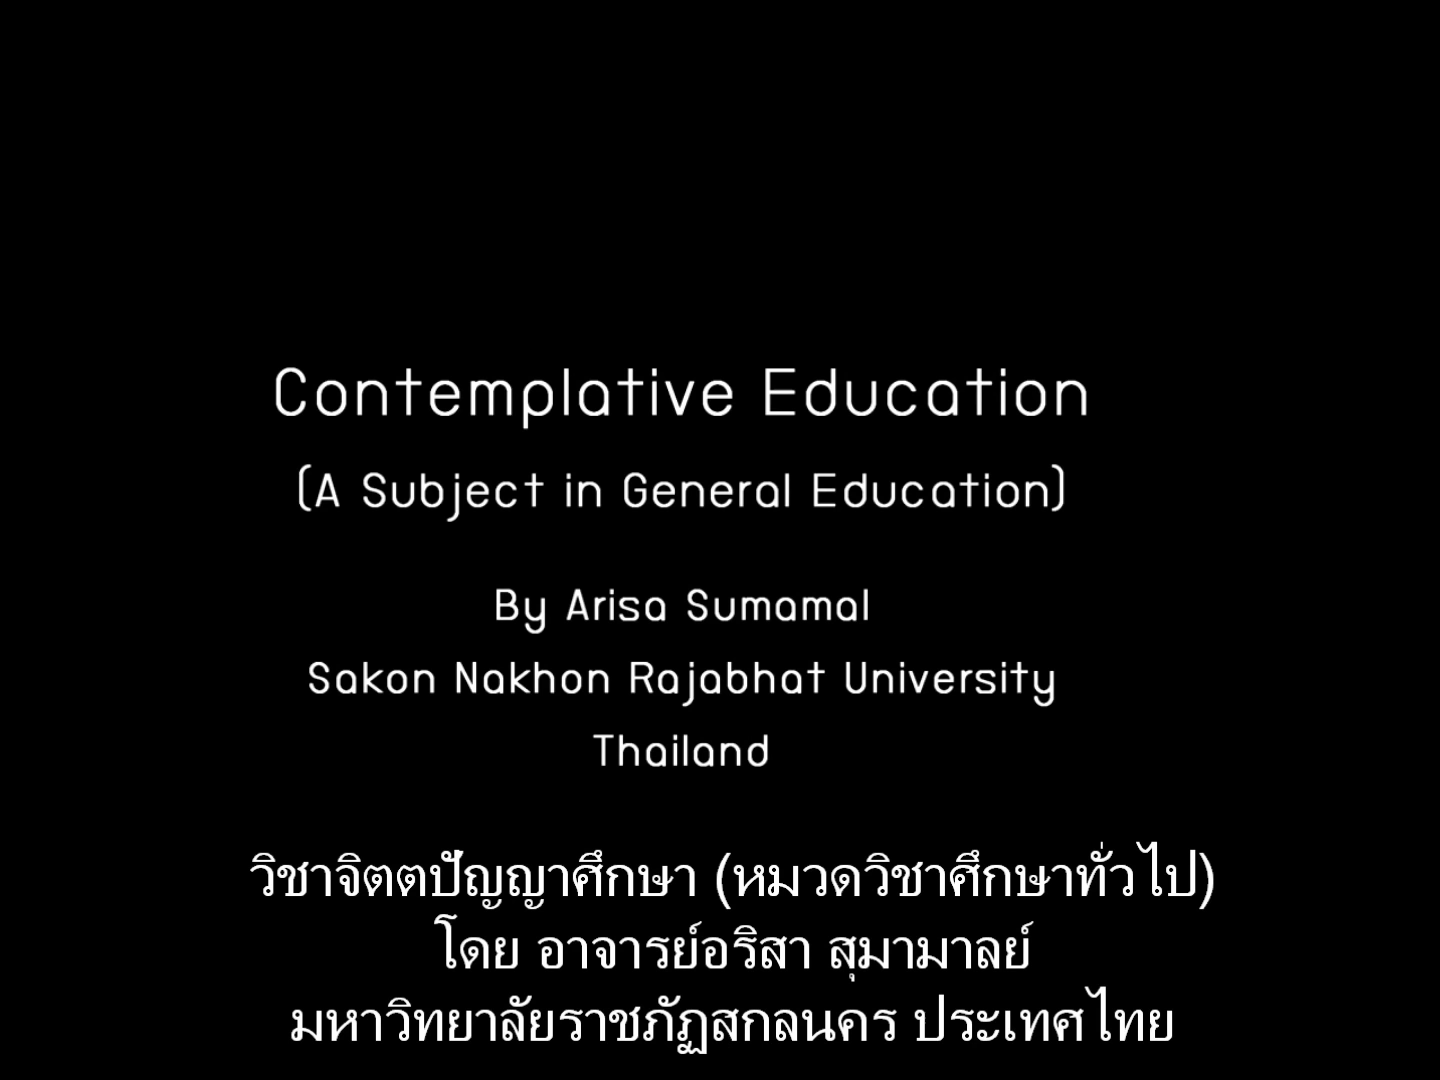 Contemplative Education
(A Subject in General Education)
By Arisa Sumamal
Sakon Nakhon Rajabhat University
Thailand
วิชาจิตตปัญญาศึกษา (หมวดวิชาศึกษาทั่วไป)
โดย อาจารย์อริสา สุมามาลย์
มหาวิทยาลัยราชภัฏสกลนคร ประเทศไทย